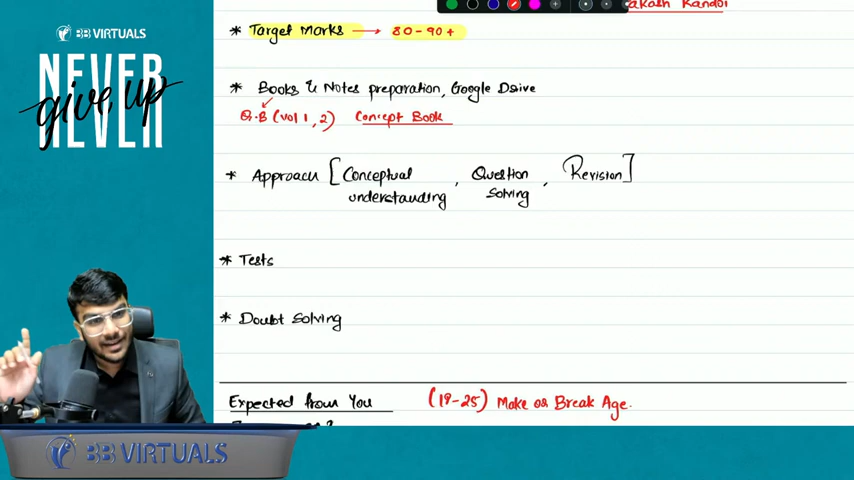 BB VIRTUALS
NEVER
give up
NEVER
akash Kandoi
* Target Marks → 80-90+
* Books & Notes preparation, Google Drive
Q.B (Vol 1, 2) Concept Book
* Approach [Conceptual understanding, Question Solving, Revision]
* Tests
* Doubt Solving
Expected from You (19-25) Make or Break Age.
BB VIRTUALS